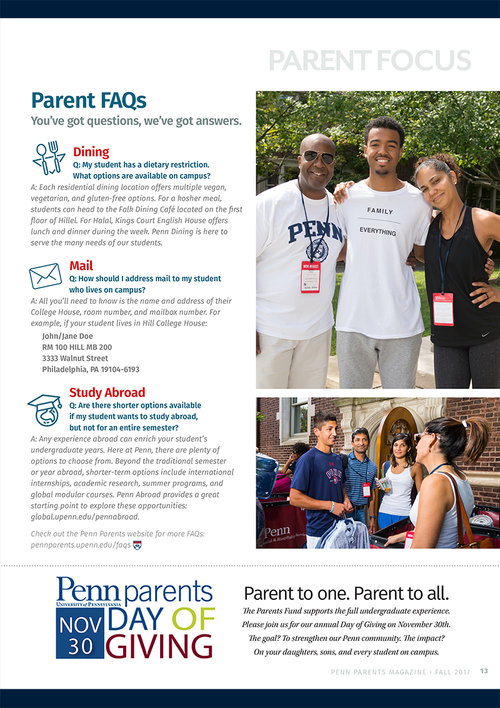 PARENT FOCUS
Parent FAQs
You've got questions, we've got answers.
Dining
Q: My student has a dietary restriction.
What options are available on campus?
A: Each residential dining location offers multiple vegan,
vegetarian, and gluten-free options. For a kosher meal,
students can head to the Falk Dining Café located on the first
floor of Hillel. For Halal, Kings Court English House offers
lunch and dinner during the week. Penn Dining is here to
serve the many needs of our students.
Mail
Q: How should I address mail to my student
who lives on campus?
A: All you'll need to know is the name and address of their
College House, room number, and mailbox number. For
example, if your student lives in Hill College House:
John/Jane Doe
RM 100 HILL MB 200
3333 Walnut Street
Philadelphia, PA 19104-6193
Study Abroad
Q: Are there shorter options available
if my student wants to study abroad,
but not for an entire semester?
A: Any experience abroad can enrich your student's
undergraduate years. Here at Penn, there are plenty of
options to choose from. Beyond the traditional semester
or year abroad, shorter-term options include international
internships, academic research, summer programs, and
global modular courses. Penn Abroad provides a great
starting point to explore these opportunities:
global.upenn.edu/pennabroad.
Check out the Penn Parents website for more FAQs:
pennparents.upenn.edu/faqs
PENN
FAMILY
EVERYTHING
Penn
Penn parents
UNIVERSITY of PENNSYLVANIA
NOV
30
DAY OF
GIVING
Parent to one. Parent to all.
The Parents Fund supports the full undergraduate experience.
Please join us for our annual Day of Giving on November 30th.
The goal? To strengthen our Penn community. The impact?
On your daughters, sons, and every student on campus.
PENN PARENTS MAGAZINE • FALL 2017 13